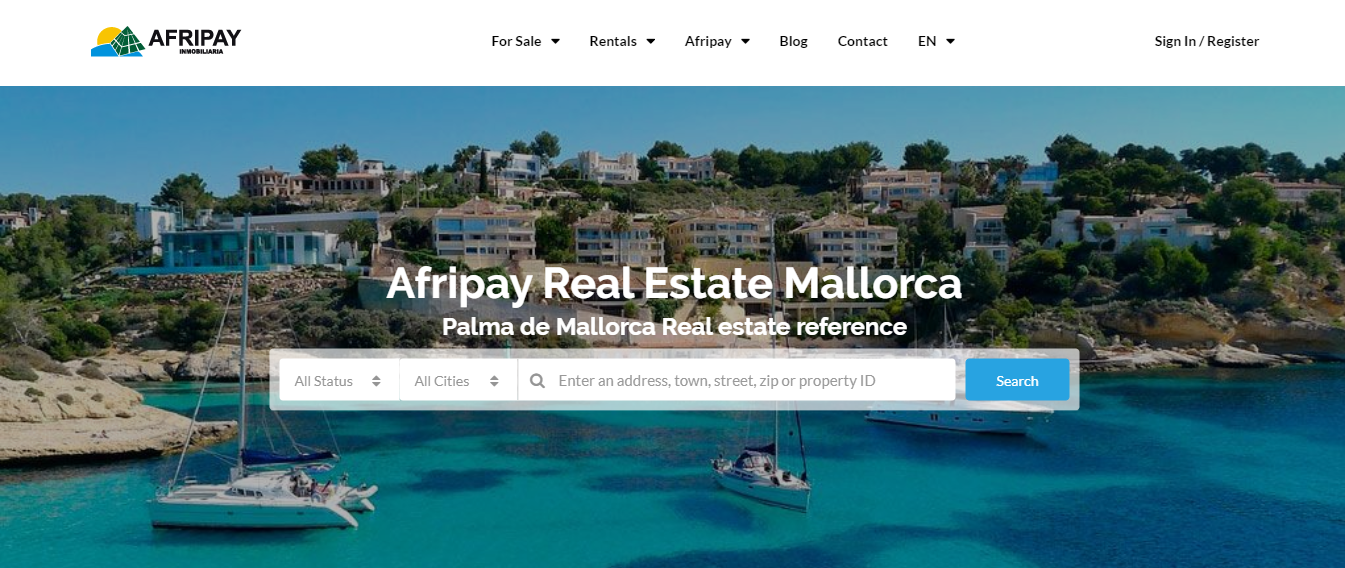 AFRIPAY
INMOBILIARIA
For Sale Rentals Afripay Blog Contact EN Sign In / Register
Afripay Real Estate Mallorca
Palma de Mallorca Real estate reference
All Status All Cities Enter an address, town, street, zip or property ID Search